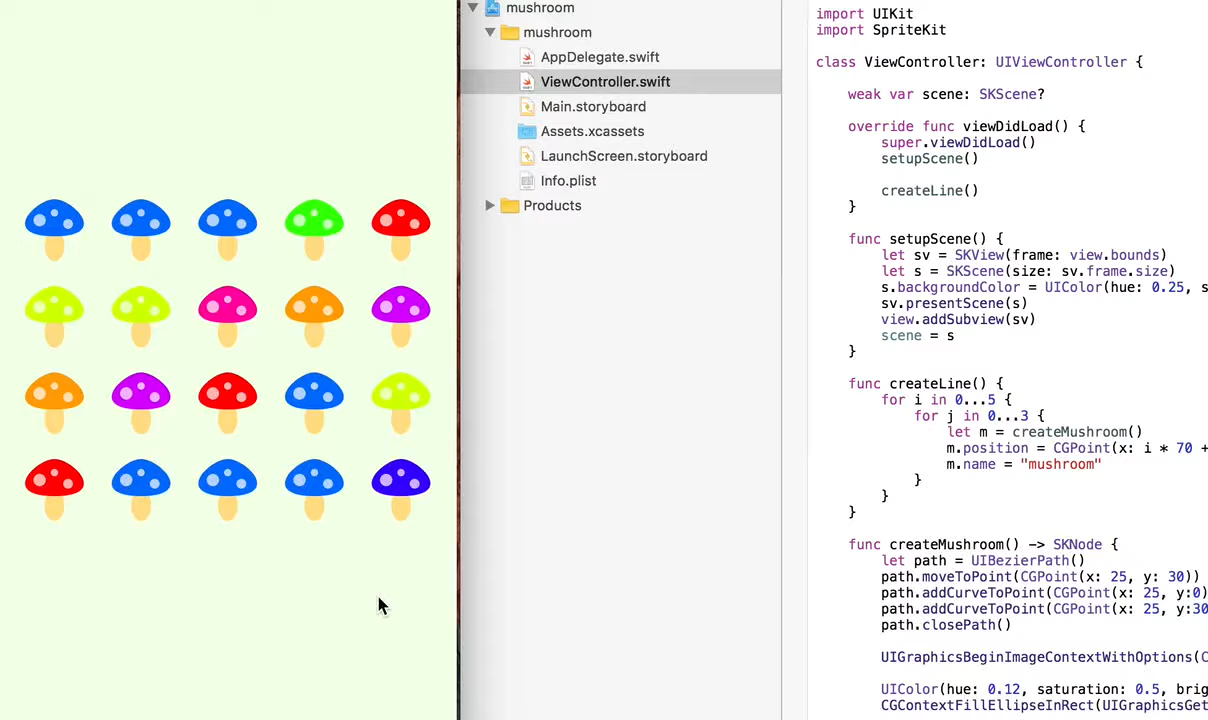 mushroom
mushroom
AppDelegate.swift
ViewController.swift
Main.storyboard
Assets.xcassets
LaunchScreen.storyboard
Info.plist
Products
import UIKit
import SpriteKit
class ViewController: UIViewController {
weak var scene: SKScene?
override func viewDidLoad() {
super.viewDidLoad()
setupScene()
createLine()
}
func setupScene() {
let sv = SKView(frame: view.bounds)
let s = SKScene(size: sv.frame.size)
s.backgroundColor = UIColor(hue: 0.25, s
sv.presentScene(s)
view.addSubview(sv)
scene = s
}
func createLine() {
for i in 0...5 {
for j in 0...3 {
let m = createMushroom()
m.position = CGPoint(x: i * 70 +
m.name = "mushroom"
}
}
}
func createMushroom() -> SKNode {
let path = UIBezierPath()
path.moveToPoint(CGPoint(x: 25, y: 30))
path.addCurveToPoint(CGPoint(x: 25, y:0)
path.addCurveToPoint(CGPoint(x: 25, y:30
path.closePath()
UIGraphicsBeginImageContextWithOptions(C
UIColor(hue: 0.12, saturation: 0.5, brig
CGContextFillEllipseInRect(UIGraphicsGet